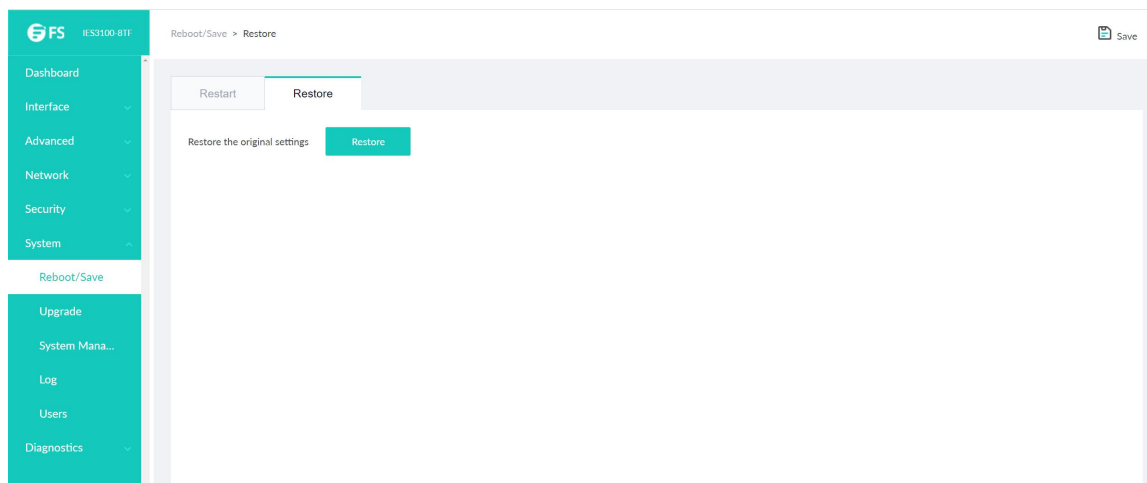 FS IES3100-8TF
Reboot/Save > Restore
Save
Dashboard
Interface
Advanced
Network
Security
System
Reboot/Save
Upgrade
System Mana...
Log
Users
Diagnostics
Restart
Restore
Restore the original settings
Restore